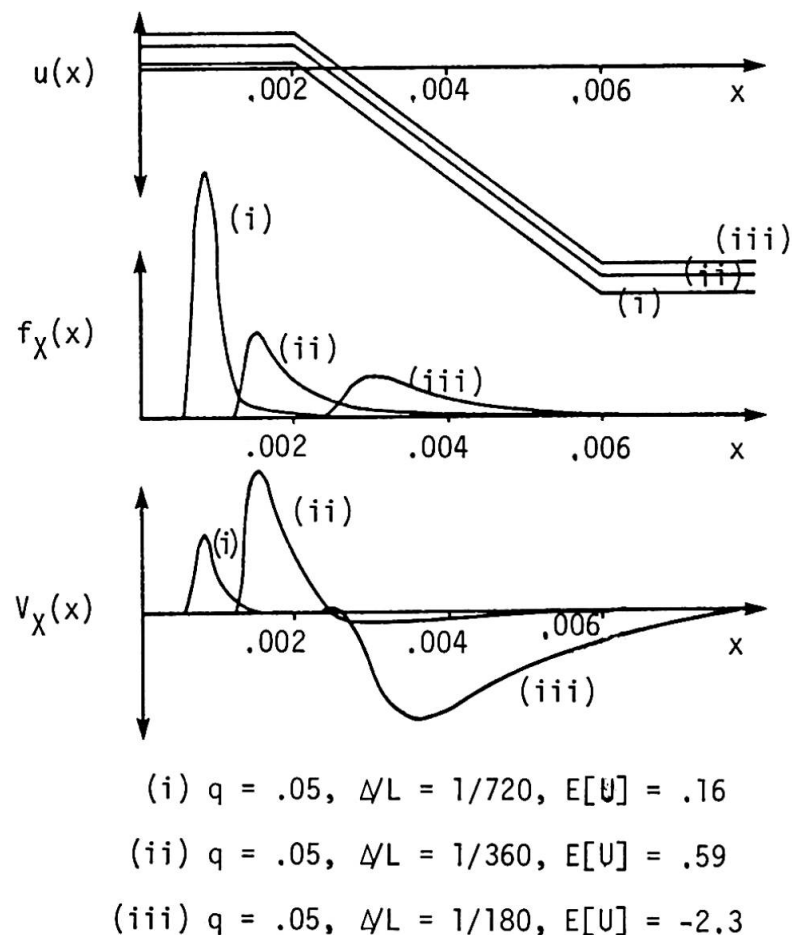 u(x)
.002 .004 .006 x
(iii)
(ii)
(i)
(i)
f_X(x)
(ii)
(iii)
.002 .004 .006 x
(ii)
(i)
V_X(x)
.002 .004 .006 x
(iii)
(i) q = .05, Δ/L = 1/720, E[U] = .16
(ii) q = .05, Δ/L = 1/360, E[U] = .59
(iii) q = .05, Δ/L = 1/180, E[U] = -2.3